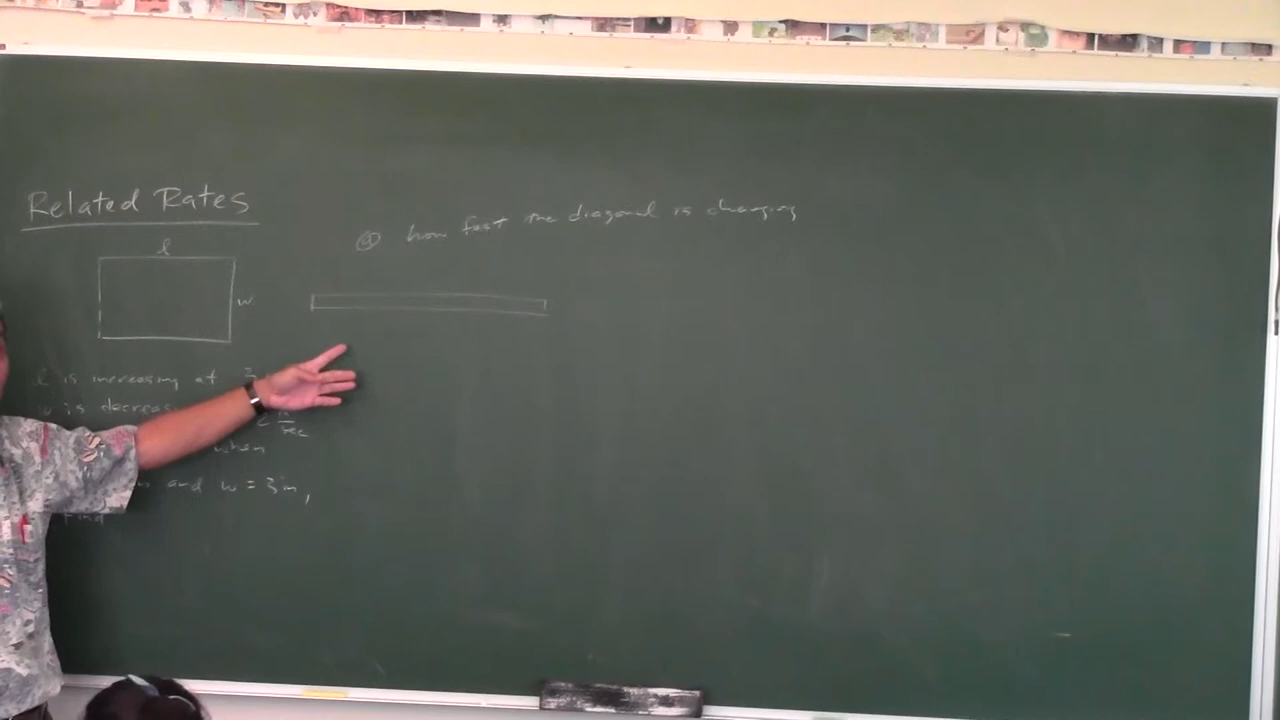 Related Rates
l
w
l is increasing at
w is decreas
sec
when
and w = 3 in,
Find
ⓐ how fast the diagonal is changing